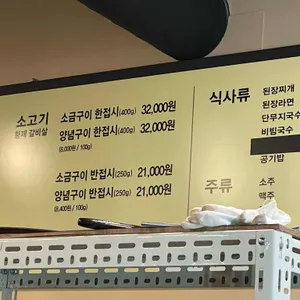 소고기
소금구이 한접시(400g) 32,000원
양념구이 한접시(400g) 32,000원
(8,000원 / 100g)
소금구이 반접시(250g) 21,000원
양념구이 반접시(250g) 21,000원
(8,400원 / 100g)
식사류
된장찌개
된장라면
단무지국수
비빔국수
공기밥
주류
소주
맥주